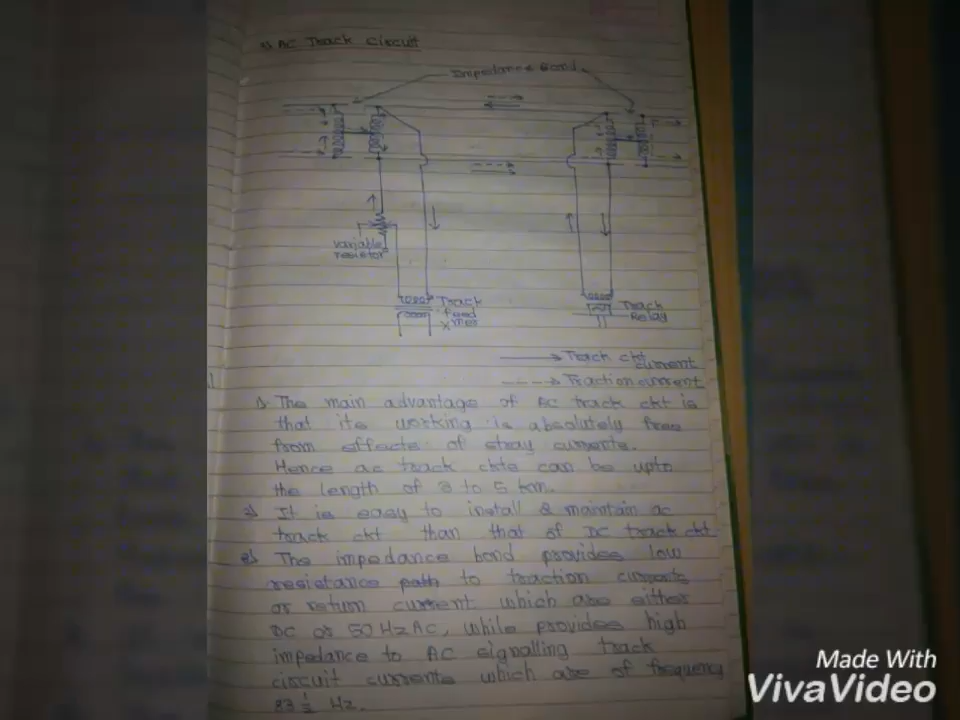 2) AC Track Circuit
Impedance Bond
variable
resistor
Track
feed
Xmer
Track
Relay
Track ckt
current
Traction current
1) The main advantage of AC track ckt is
that its working is absolutely free
from effects of stray currents.
Hence ac track ckts can be upto
the length of 3 to 5 km.
2) It is easy to install & maintain ac
track ckt than that of DC track ckt
3) The impedance bond provides low
resistance path to traction currents
or return current which are either
DC or 50 Hz AC, while provides high
impedance to AC signalling track
circuit currents which are of frequency
83 1/3 Hz.
Made With
VivaVideo